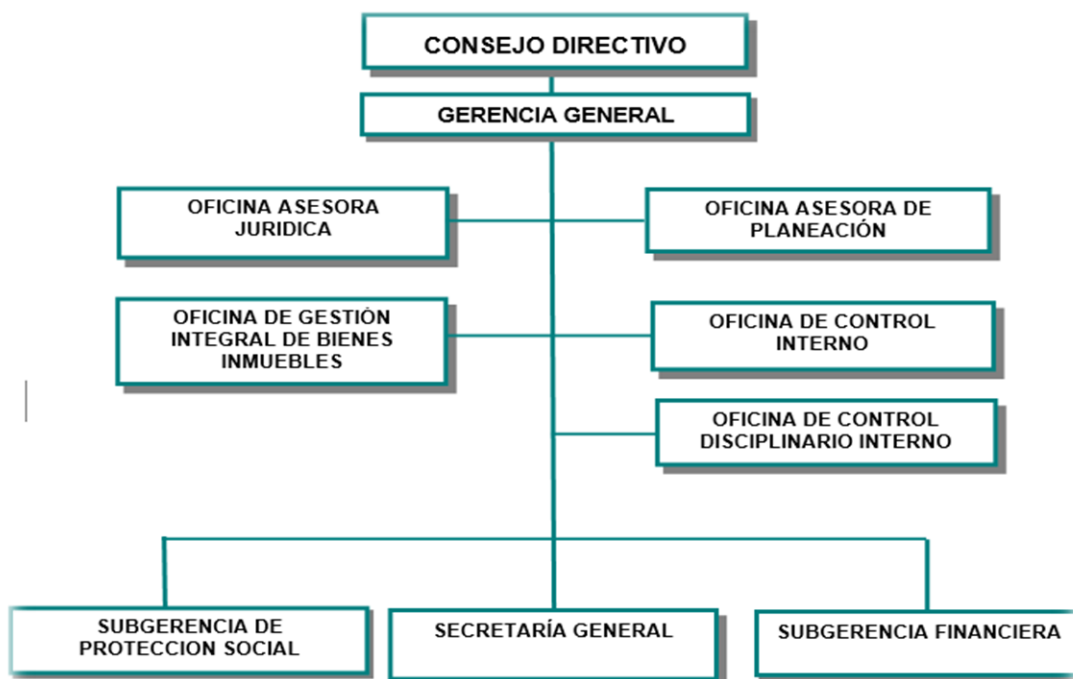 CONSEJO DIRECTIVO
GERENCIA GENERAL
OFICINA ASESORA
JURIDICA
OFICINA ASESORA DE
PLANEACIÓN
OFICINA DE GESTIÓN
INTEGRAL DE BIENES
INMUEBLES
OFICINA DE CONTROL
INTERNO
OFICINA DE CONTROL
DISCIPLINARIO INTERNO
SUBGERENCIA DE
PROTECCION SOCIAL
SECRETARÍA GENERAL
SUBGERENCIA FINANCIERA